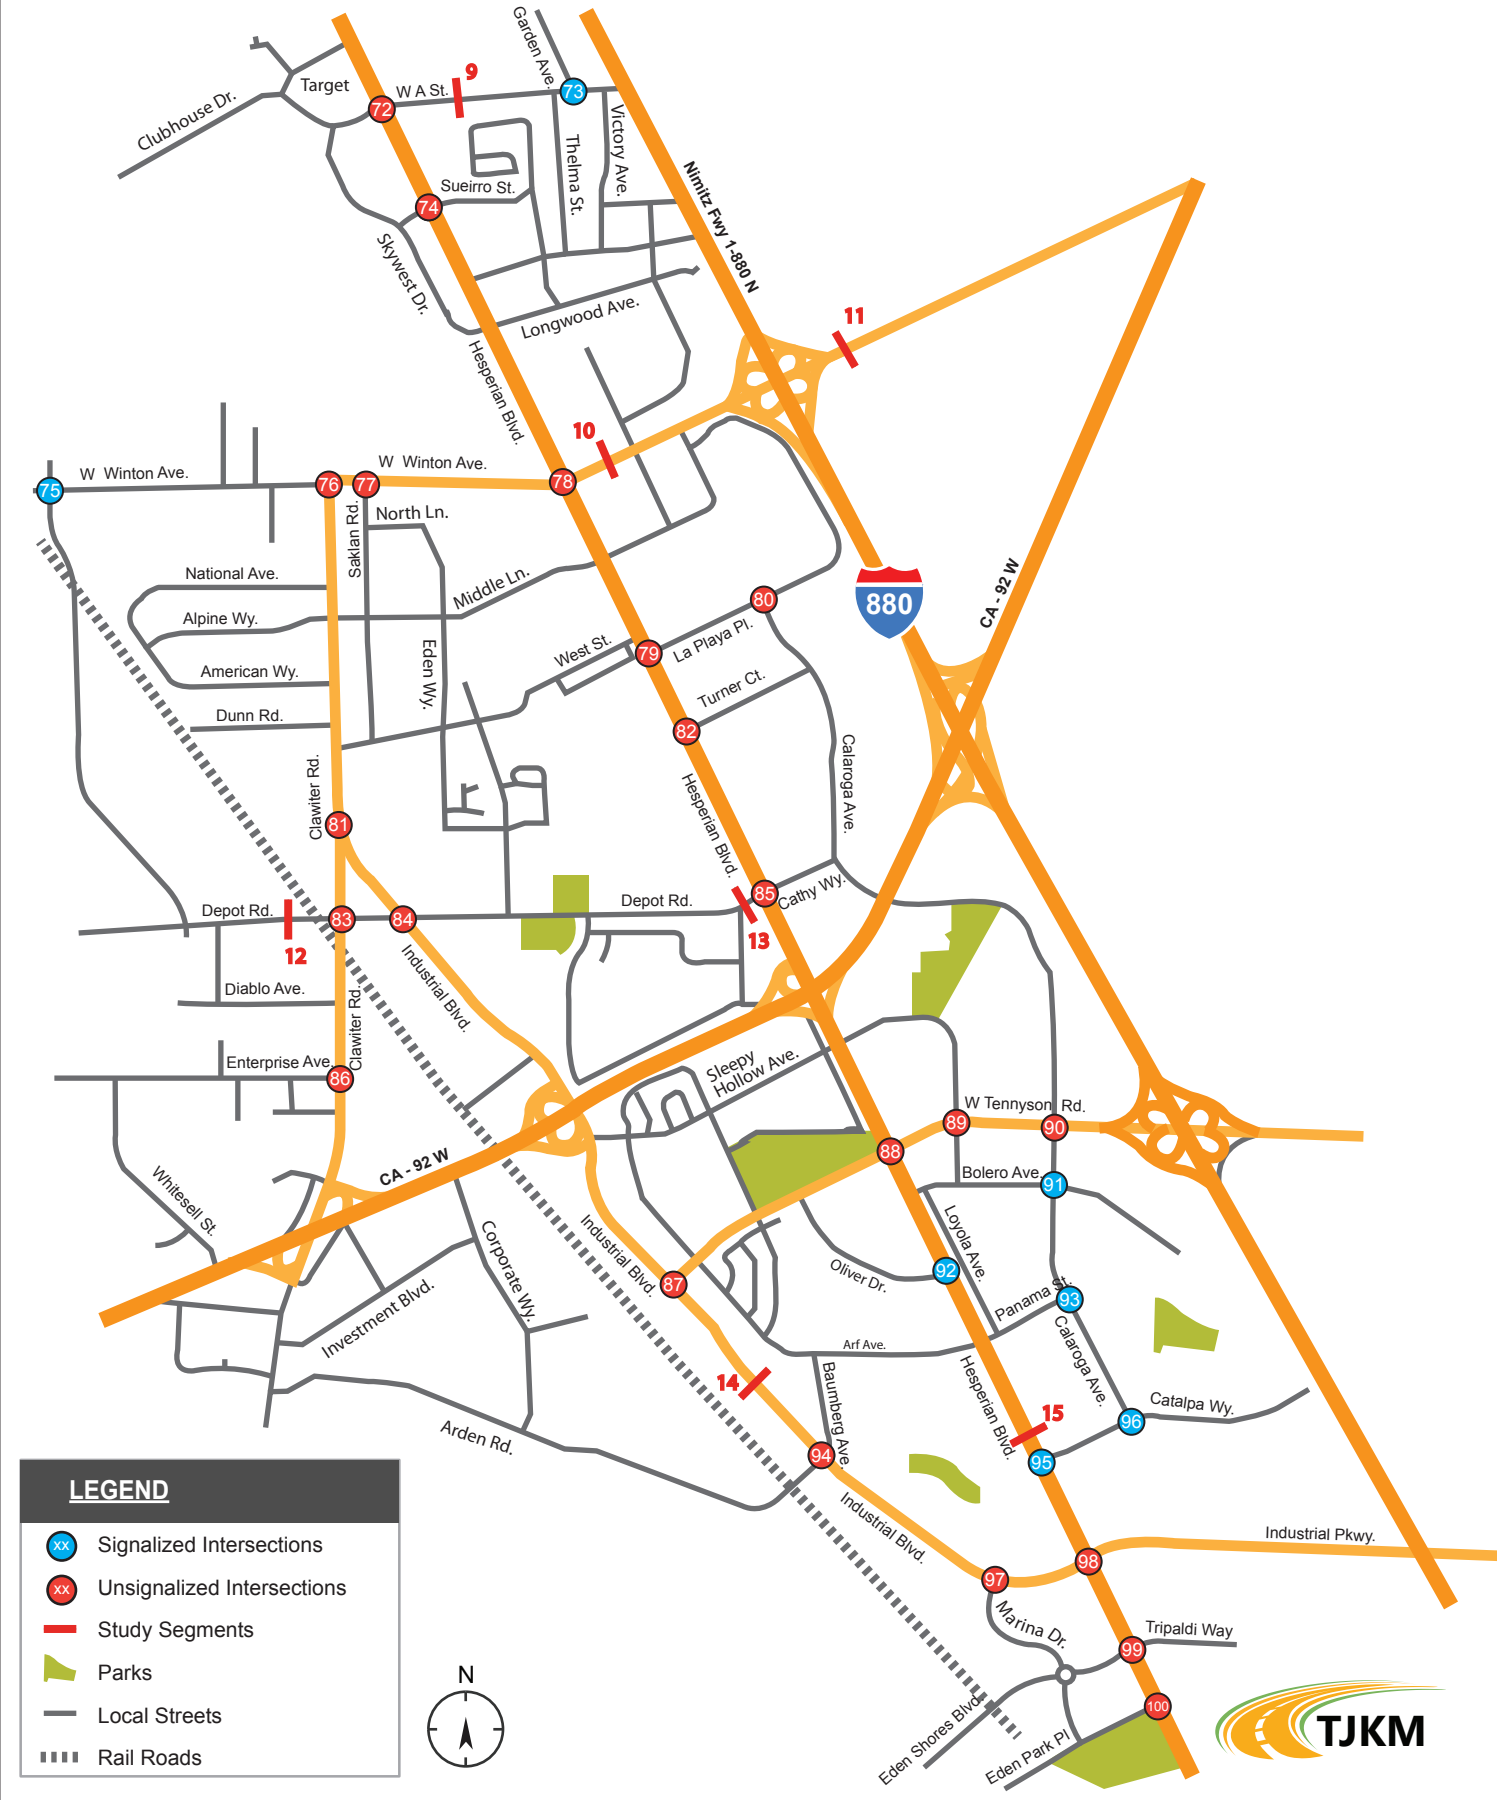 Garden Ave.
9
Target
W A St.
72
73
Clubhouse Dr.
Victory Ave.
Thelma St.
Sueirro St.
74
Nimitz Fwy 1-880 N
Skywest Dr.
Longwood Ave.
11
Hesperian Blvd.
10
W Winton Ave.
W Winton Ave.
75
76
77
78
North Ln.
Saklan Rd.
National Ave.
Middle Ln.
Alpine Wy.
80
880
CA - 92 W
West St.
79
La Playa Pl.
American Wy.
Eden Wy.
Turner Ct.
Dunn Rd.
82
Calaroga Ave.
Clawiter Rd.
81
Hesperian Blvd.
85
Cathy Wy.
Depot Rd.
Depot Rd.
83
84
12
13
Industrial Blvd.
Diablo Ave.
Clawiter Rd.
Enterprise Ave.
86
Sleepy
Hollow Ave.
W Tennyson Rd.
89
90
88
CA - 92 W
Bolero Ave.
91
Whitesell St.
Corporate Wy.
Industrial Blvd.
Loyola Ave.
Oliver Dr.
92
87
Panama St.
93
Investment Blvd.
Arf Ave.
Calaroga Ave.
14
Baumberg Ave.
Hesperian Blvd.
15
Catalpa Wy.
96
Arden Rd.
94
95
Industrial Blvd.
Industrial Pkwy.
98
97
Marina Dr.
Tripaldi Way
99
100
Eden Shores Blvd.
Eden Park Pl
LEGEND
xx Signalized Intersections
xx Unsignalized Intersections
Study Segments
Parks
Local Streets
Rail Roads
N
TJKM